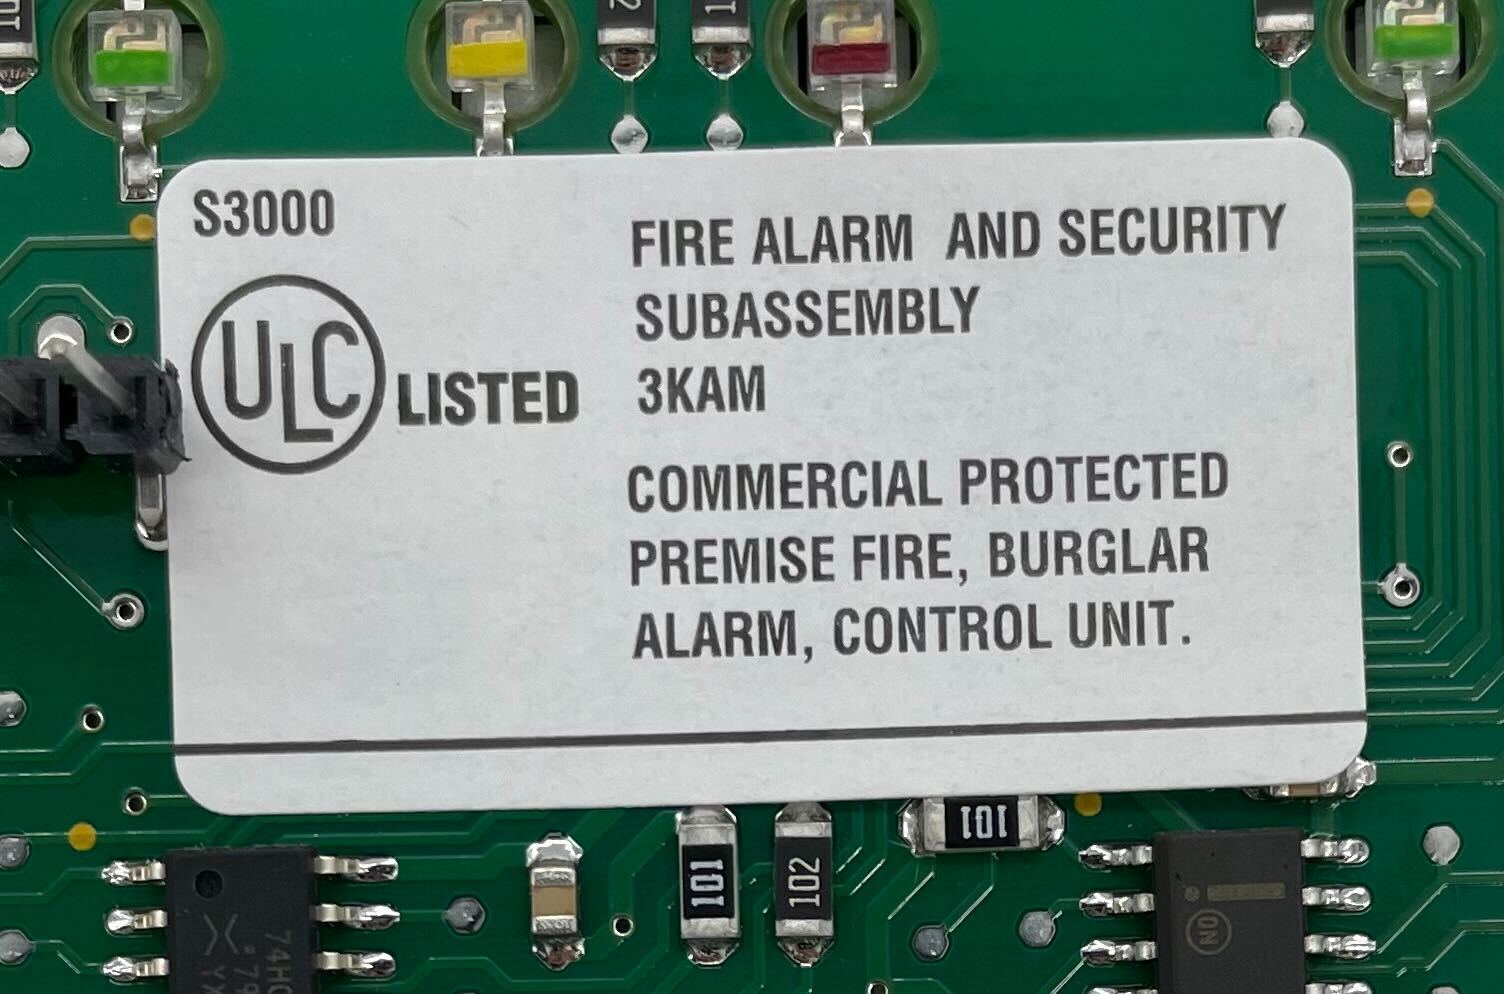 S3000
ULC LISTED
FIRE ALARM AND SECURITY
SUBASSEMBLY
3KAM
COMMERCIAL PROTECTED
PREMISE FIRE, BURGLAR
ALARM, CONTROL UNIT.
101
102
101
ON